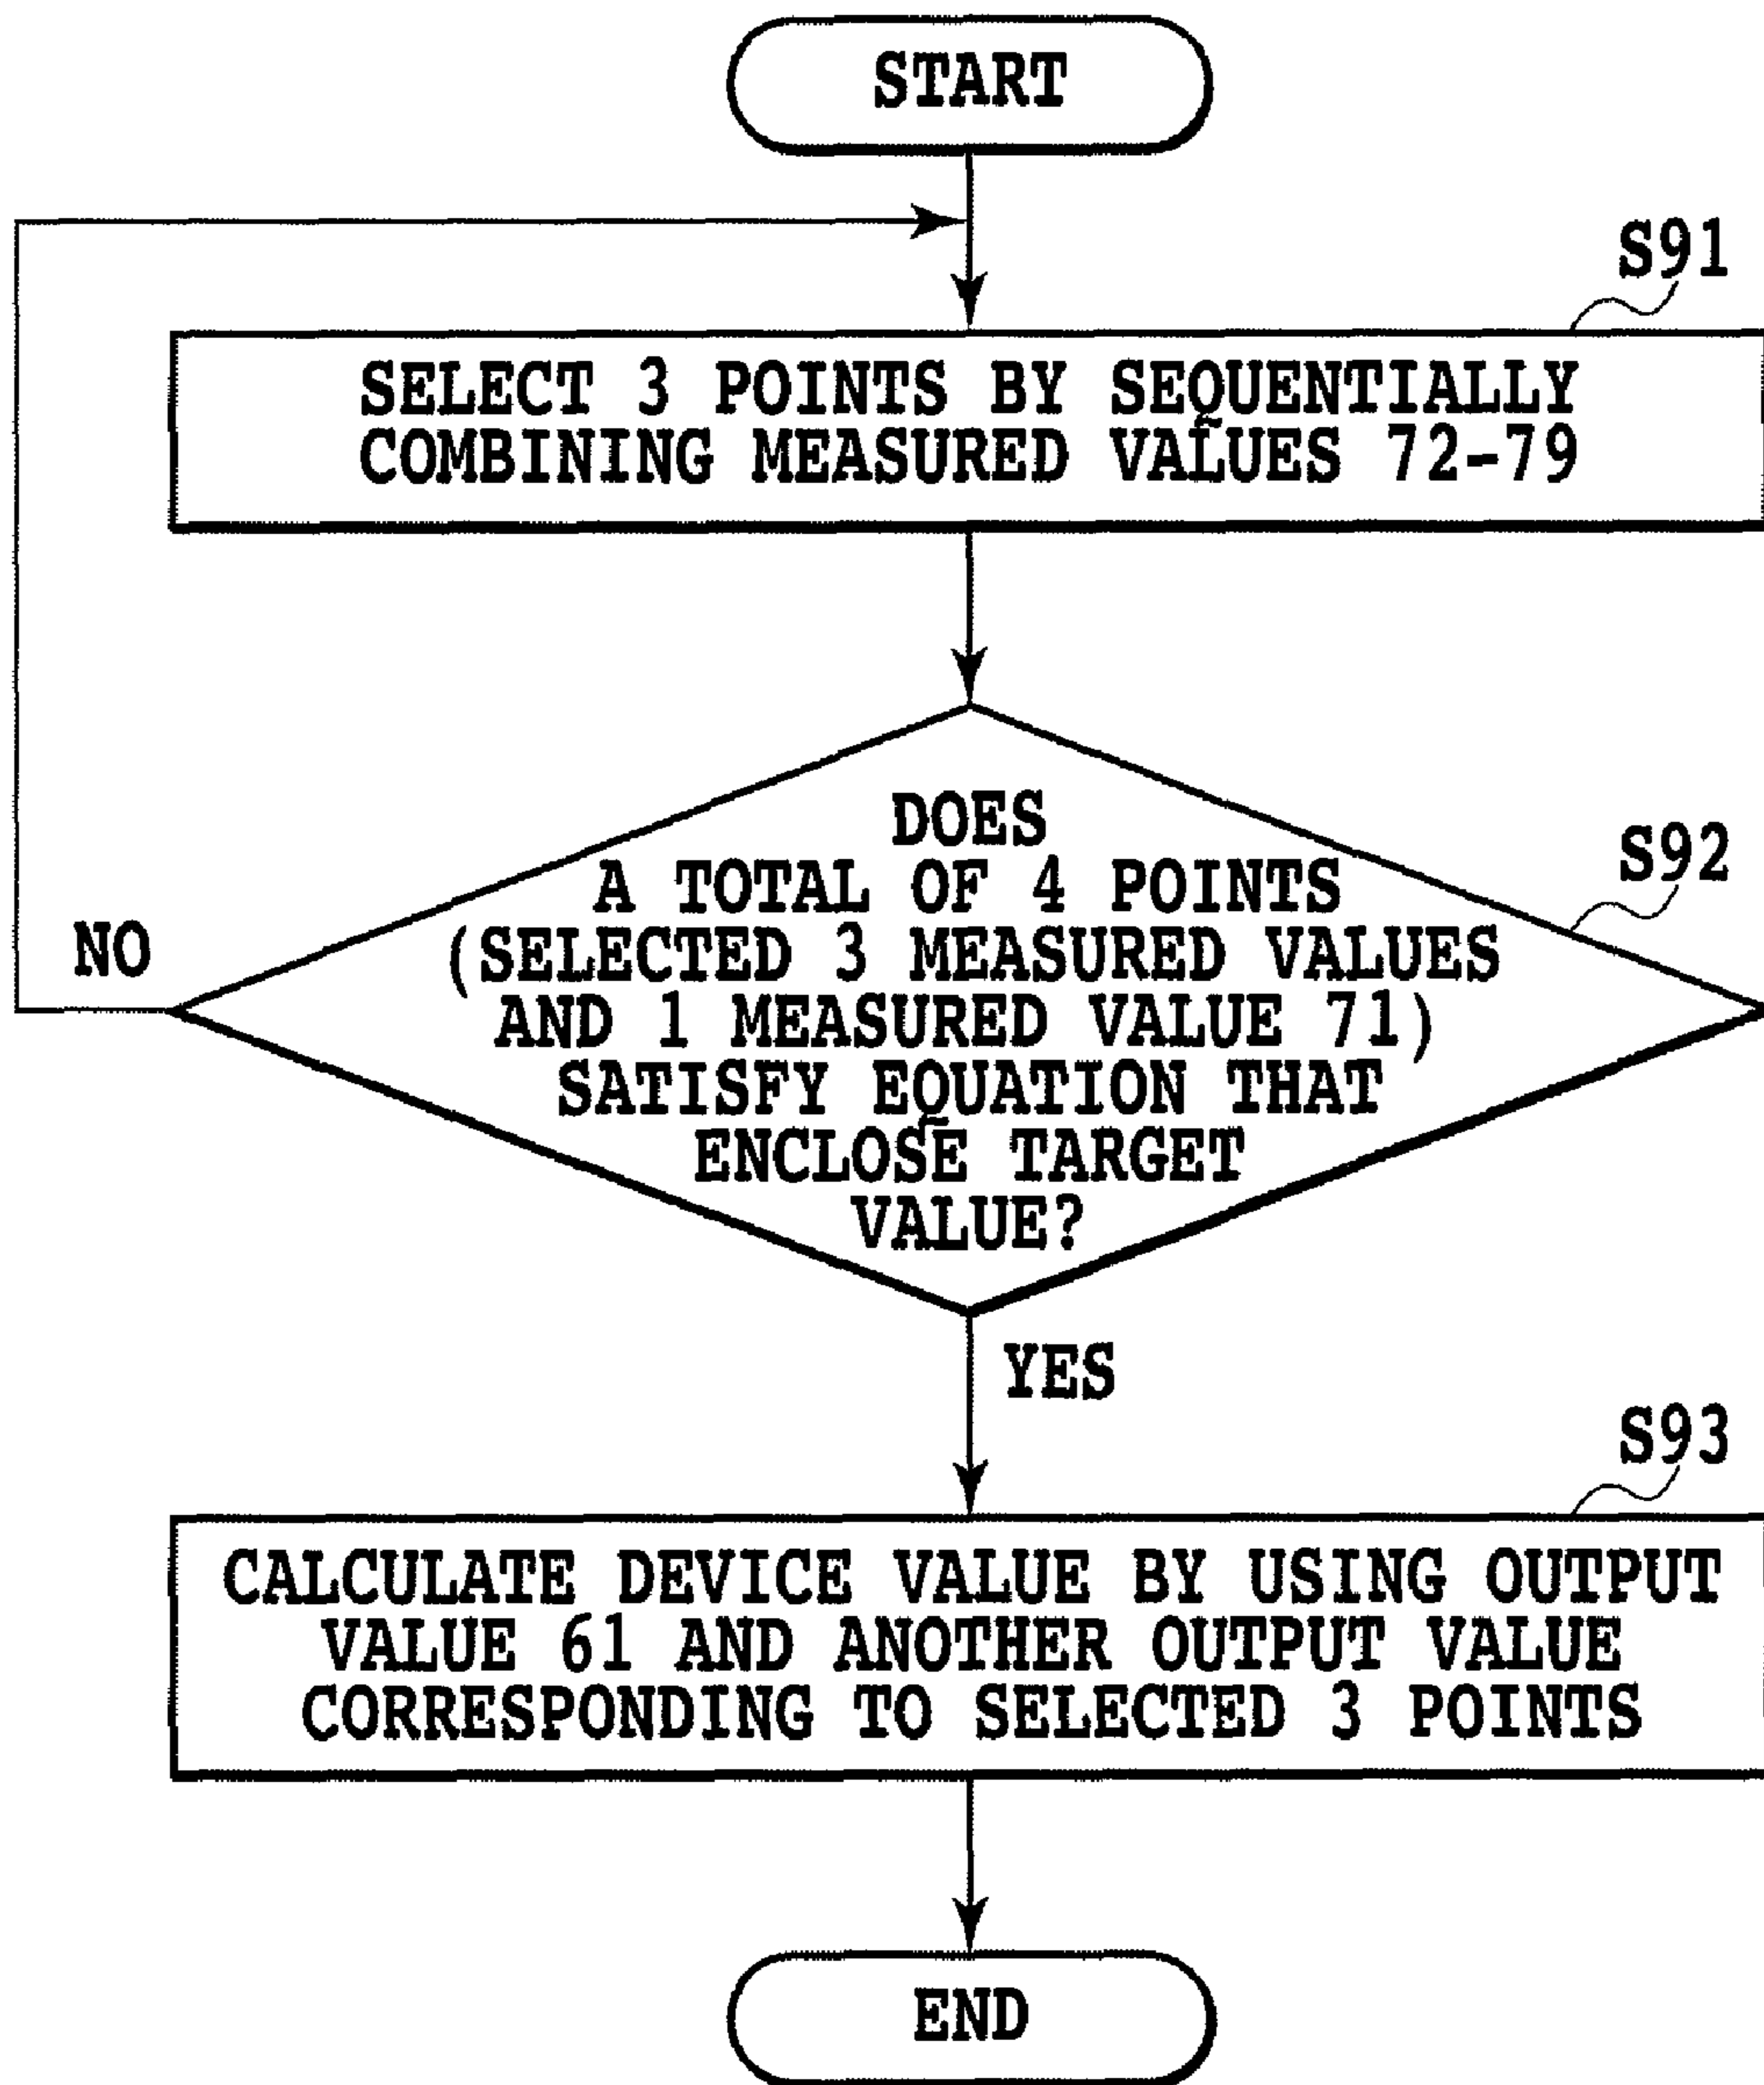 START
S91
SELECT 3 POINTS BY SEQUENTIALLY
COMBINING MEASURED VALUES 72-79
S92
DOES
A TOTAL OF 4 POINTS
(SELECTED 3 MEASURED VALUES
AND 1 MEASURED VALUE 71)
SATISFY EQUATION THAT
ENCLOSE TARGET
VALUE?
NO
YES
S93
CALCULATE DEVICE VALUE BY USING OUTPUT
VALUE 61 AND ANOTHER OUTPUT VALUE
CORRESPONDING TO SELECTED 3 POINTS
END